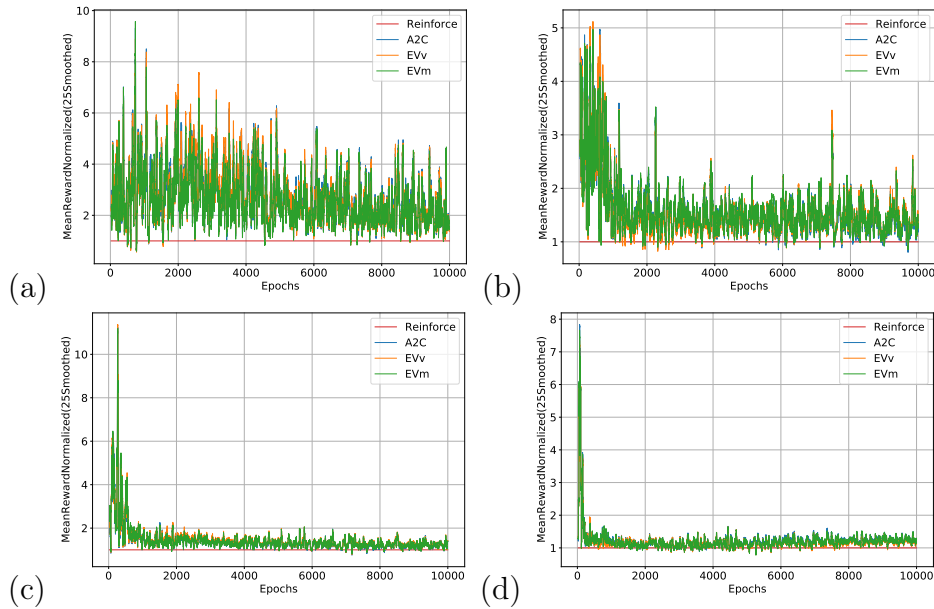 MeanRewardNormalized(25Smoothed)
10
8
6
4
2
0
2000
4000
6000
8000
10000
Epochs
Reinforce
A2C
EVv
EVm
(a)
MeanRewardNormalized(25Smoothed)
5
4
3
2
1
0
2000
4000
6000
8000
10000
Epochs
Reinforce
A2C
EVv
EVm
(b)
MeanRewardNormalized(25Smoothed)
10
8
6
4
2
0
2000
4000
6000
8000
10000
Epochs
Reinforce
A2C
EVv
EVm
(c)
MeanRewardNormalized(25Smoothed)
8
7
6
5
4
3
2
1
0
2000
4000
6000
8000
10000
Epochs
Reinforce
A2C
EVv
EVm
(d)